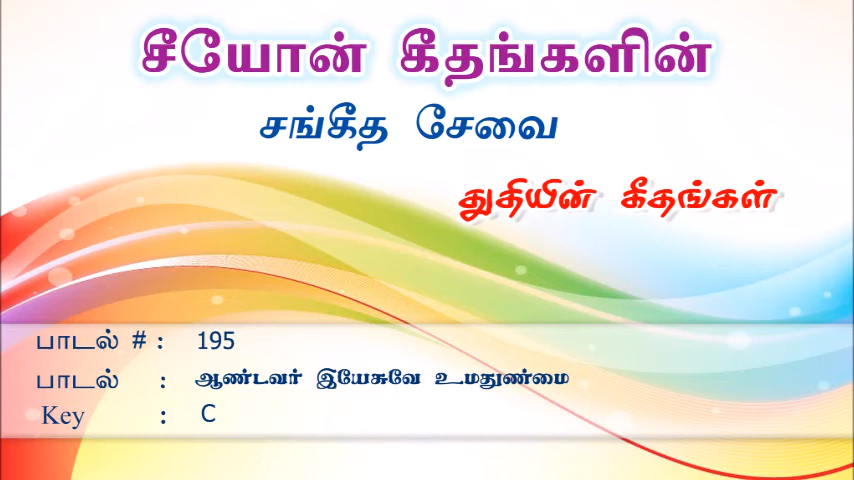 சீயோன் கீதங்களின்
சங்கீத சேவை
துதியின் கீதங்கள்
பாடல் # : 195
பாடல் : ஆண்டவர் இயேசுவே உமதுண்மை
Key : C